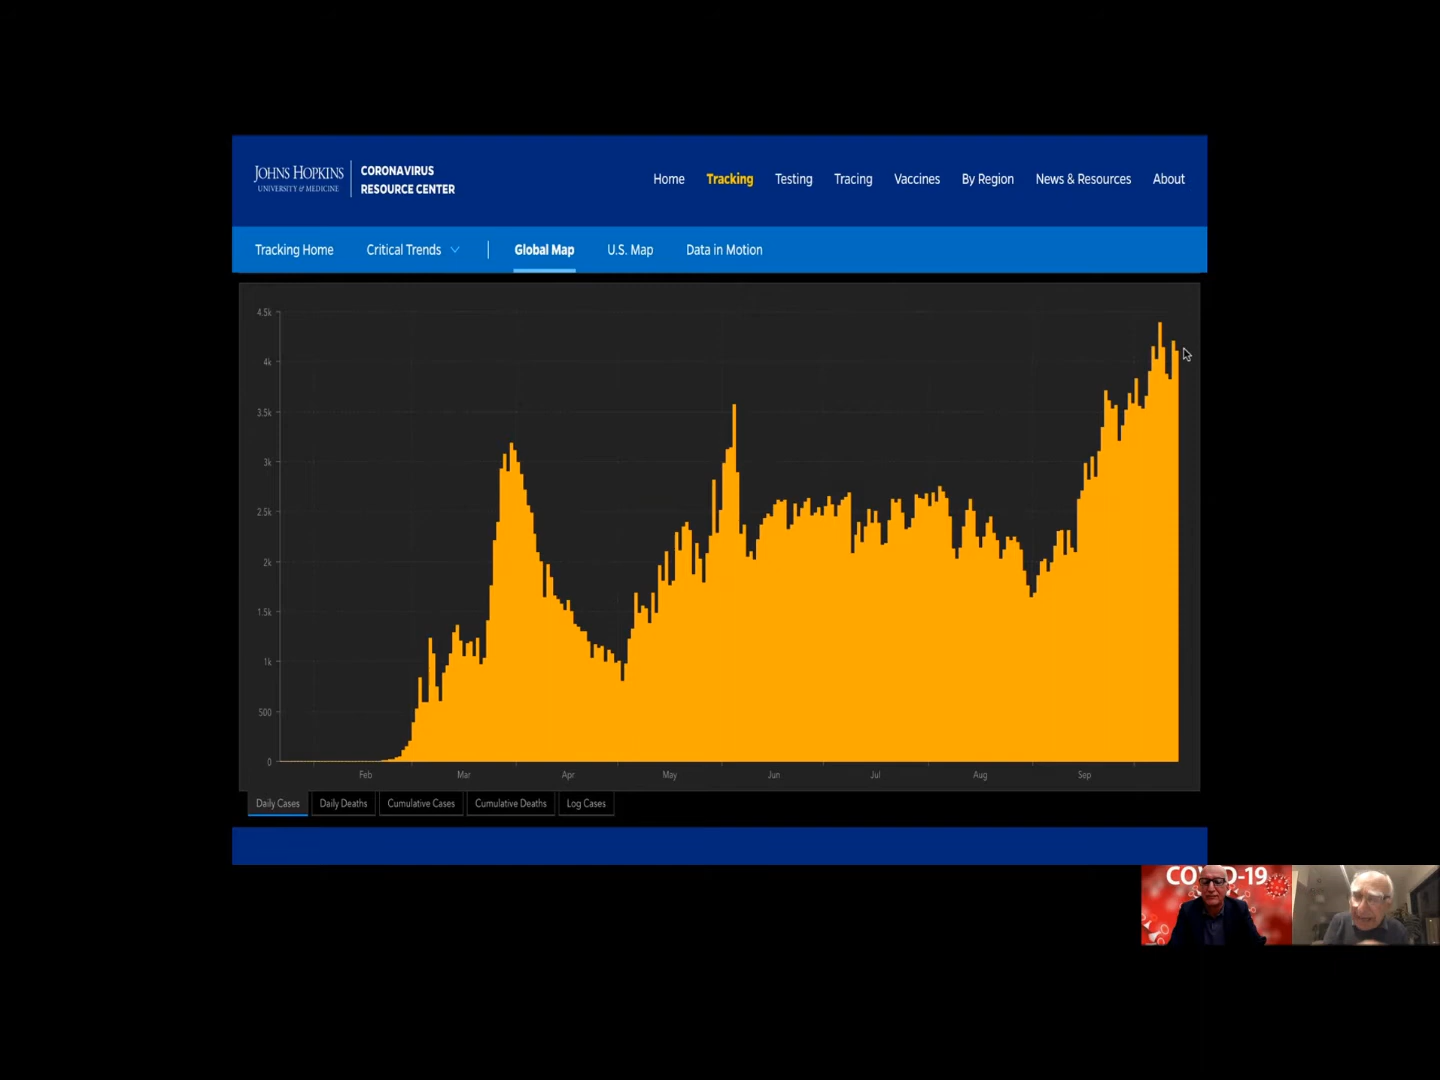 JOHNS HOPKINS
UNIVERSITY & MEDICINE
CORONAVIRUS
RESOURCE CENTER
Home Tracking Testing Tracing Vaccines By Region News & Resources About
Tracking Home Critical Trends Global Map U.S. Map Data in Motion
4.5k
4k
3.5k
3k
2.5k
2k
1.5k
1k
500
0
Feb Mar Apr May Jun Jul Aug Sep
Daily Cases Daily Deaths Cumulative Cases Cumulative Deaths Log Cases
COVID-19